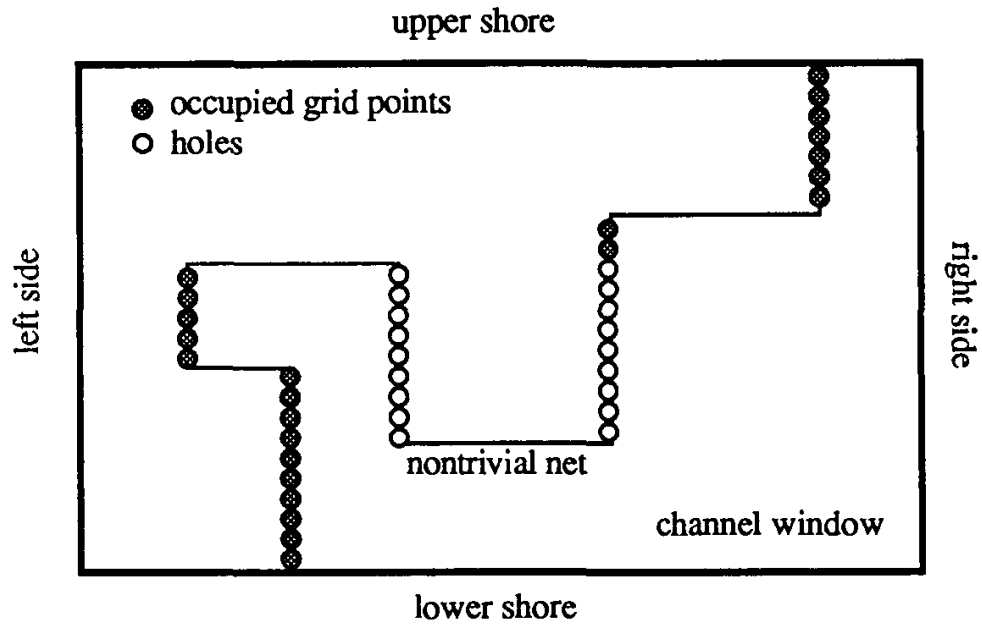 upper shore
occupied grid points
holes
left side
right side
nontrivial net
channel window
lower shore